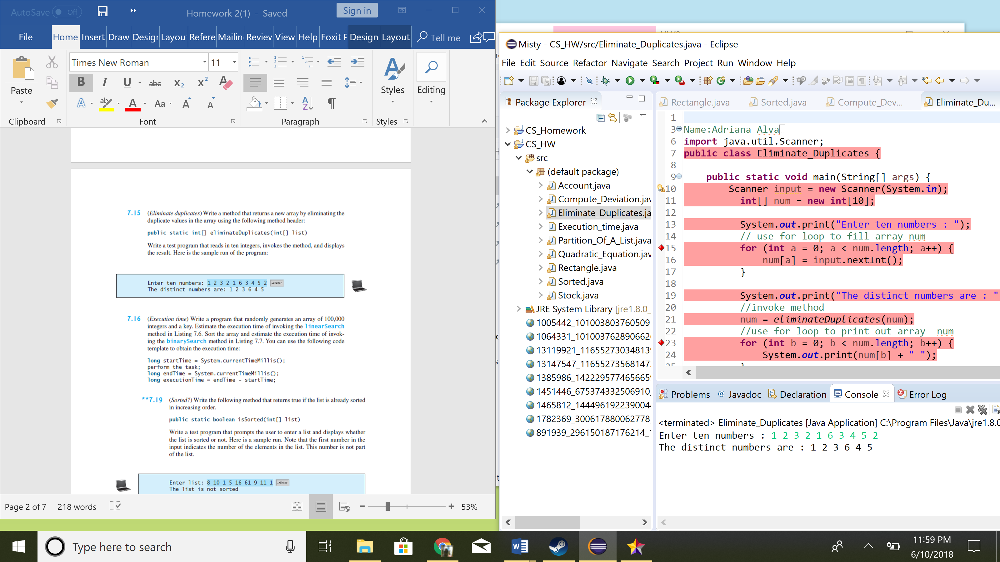 AutoSave Off
Homework 2(1) - Saved
Sign in
File Home Insert Draw Design Layou Refere Mailin Review View Help Foxit F Design Layout Tell me
Times New Roman 11
Paste
Styles
Editing
Clipboard
Font
Paragraph
Styles
7.15 (Eliminate duplicates) Write a method that returns a new array by eliminating the
duplicate values in the array using the following method header:
public static int[] eliminateDuplicates(int[] list)
Write a test program that reads in ten integers, invokes the method, and displays
the result. Here is the sample run of the program:
Enter ten numbers: 1 2 3 2 1 6 3 4 5 2 Enter
The distinct numbers are: 1 2 3 6 4 5
7.16 (Execution time) Write a program that randomly generates an array of 100,000
integers and a key. Estimate the execution time of invoking the linearSearch
method in Listing 7.6. Sort the array and estimate the execution time of invok-
ing the binarySearch method in Listing 7.7. You can use the following code
template to obtain the execution time:
long startTime = System.currentTimeMillis();
perform the task;
long endTime = System.currentTimeMillis();
long executionTime = endTime - startTime;
**7.19 (Sorted?) Write the following method that returns true if the list is already sorted
in increasing order.
public static boolean isSorted(int[] list)
Write a test program that prompts the user to enter a list and displays whether
the list is sorted or not. Here is a sample run. Note that the first number in the
input indicates the number of the elements in the list. This number is not part
of the list.
Enter list: 8 10 1 5 16 61 9 11 1 Enter
The list is not sorted
Page 2 of 7 218 words
53%
Misty - CS_HW/src/Eliminate_Duplicates.java - Eclipse
File Edit Source Refactor Navigate Search Project Run Window Help
Package Explorer
CS_Homework
CS_HW
src
(default package)
Account.java
Compute_Deviation.jav
Eliminate_Duplicates.ja
Execution_time.java
Partition_Of_A_List.java
Quadratic_Equation.jav
Rectangle.java
Sorted.java
Stock.java
JRE System Library [jre1.8.0_
1005442_101003803760509
1064331_1010037628906626
13119921_116552730348139
13147547_116552735681472
1385986_1422295774656659
1451446_675374332506910_
1465812_1444961922390044
1782369_300617880062778_
891939_296150187176214_1
Rectangle.java Sorted.java Compute_Dev... Eliminate_Du...
1
3 Name:Adriana Alva
6 import java.util.Scanner;
7 public class Eliminate_Duplicates {
8
9 public static void main(String[] args) {
10 Scanner input = new Scanner(System.in);
11 int[] num = new int[10];
12
13 System.out.print("Enter ten numbers : ");
14 // use for loop to fill array num
15 for (int a = 0; a < num.length; a++) {
16 num[a] = input.nextInt();
17 }
18
19 System.out.print("The distinct numbers are : "
20 //invoke method
21 num = eliminateDuplicates(num);
22 //use for loop to print out array num
23 for (int b = 0; b < num.length; b++) {
24 System.out.print(num[b] + " ");
Problems Javadoc Declaration Console Error Log
<terminated> Eliminate_Duplicates [Java Application] C:\Program Files\Java\jre1.8.0
Enter ten numbers : 1 2 3 2 1 6 3 4 5 2
The distinct numbers are : 1 2 3 6 4 5
Type here to search
11:59 PM
6/10/2018